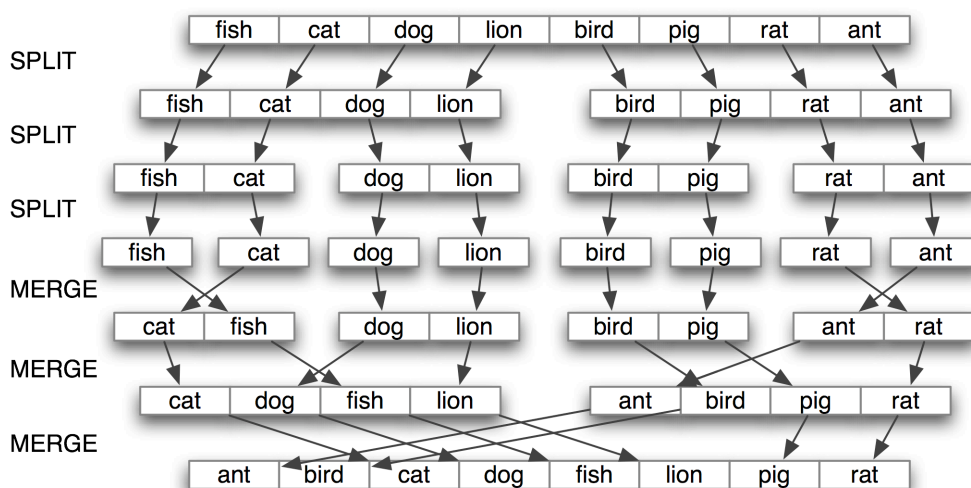 fish cat dog lion bird pig rat ant
SPLIT
fish cat dog lion bird pig rat ant
SPLIT
fish cat dog lion bird pig rat ant
SPLIT
fish cat dog lion bird pig rat ant
MERGE
cat fish dog lion bird pig ant rat
MERGE
cat dog fish lion ant bird pig rat
MERGE
ant bird cat dog fish lion pig rat